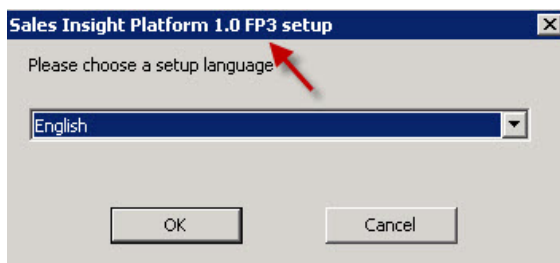 Sales Insight Platform 1.0 FP3 setup
Please choose a setup language
English
OK
Cancel